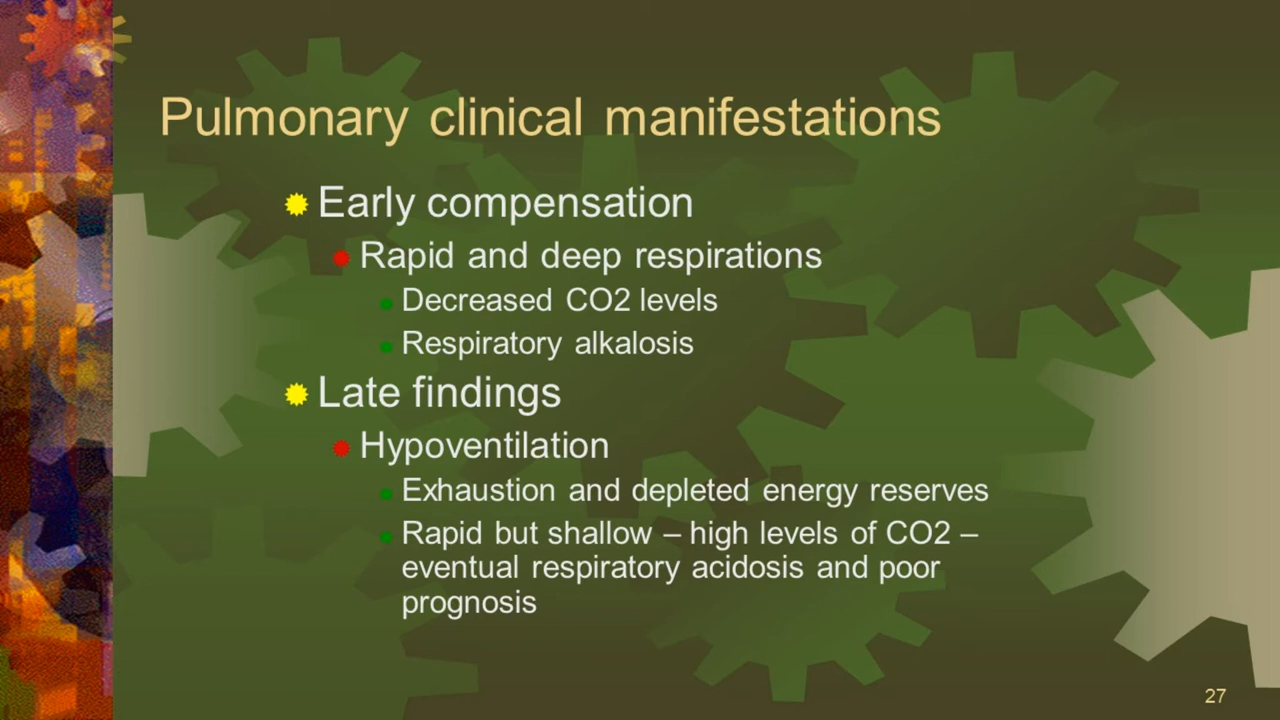 Pulmonary clinical manifestations
Early compensation
Rapid and deep respirations
Decreased CO2 levels
Respiratory alkalosis
Late findings
Hypoventilation
Exhaustion and depleted energy reserves
Rapid but shallow – high levels of CO2 –
eventual respiratory acidosis and poor
prognosis
27